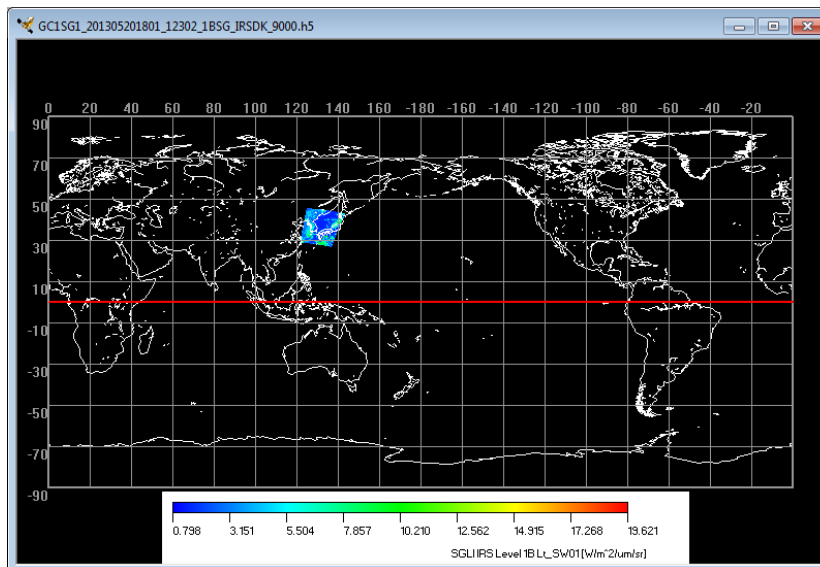 GC1SG1_201305201801_12302_1BSG_IRSDK_9000.h5
0 20 40 60 80 100 120 140 160 -180 -160 -140 -120 -100 -80 -60 -40 -20
90
70
50
30
10
-10
-30
-50
-70
-90
0.798 3.151 5.504 7.857 10.210 12.562 14.915 17.268 19.621
SGLI IRS Level 1B Lt_SW01[W/m^2/um/sr]